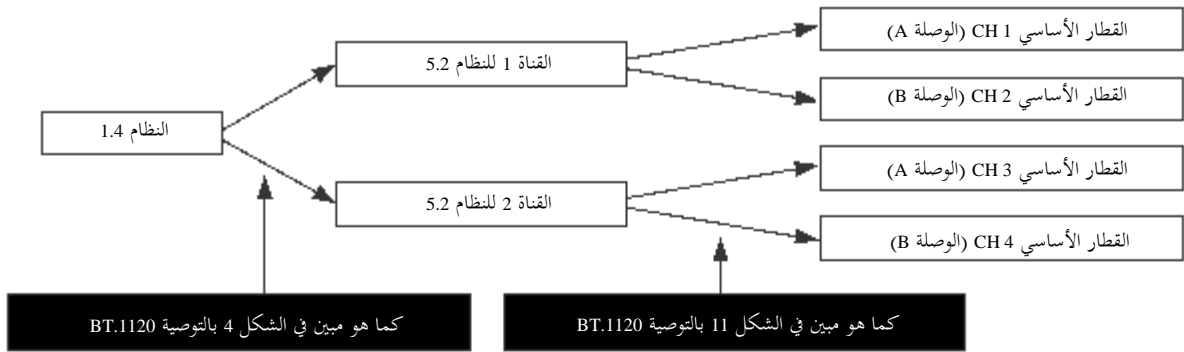 النظام 1.4
القناة 1 للنظام 5.2
القناة 2 للنظام 5.2
القطار الأساسي CH 1 (الوصلة A)
القطار الأساسي CH 2 (الوصلة B)
القطار الأساسي CH 3 (الوصلة A)
القطار الأساسي CH 4 (الوصلة B)
كما هو مبين في الشكل 4 بالتوصية BT.1120
كما هو مبين في الشكل 11 بالتوصية BT.1120